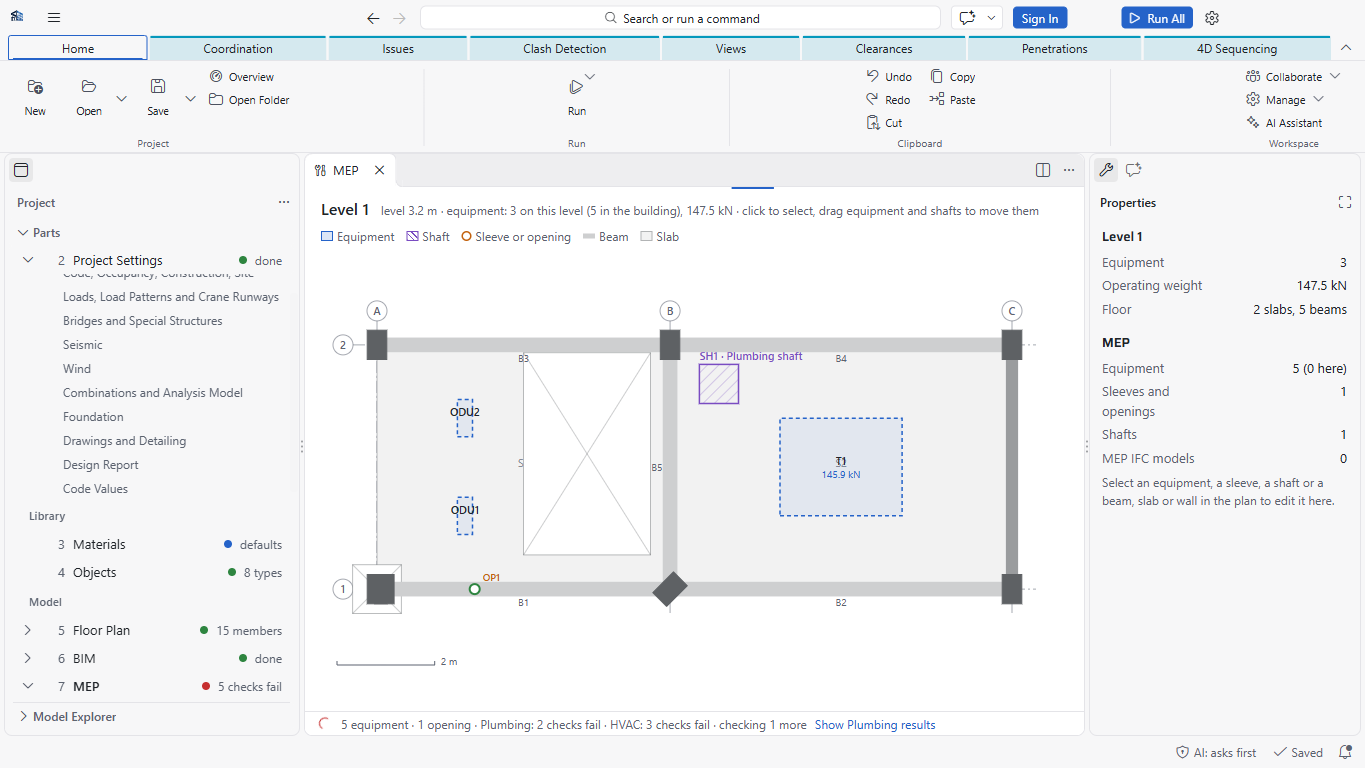 Search or run a command
Sign In
Run All
Home
Coordination
Issues
Clash Detection
Views
Clearances
Penetrations
4D Sequencing
New
Open
Save
Overview
Open Folder
Project
Run
Run
Undo
Redo
Cut
Copy
Paste
Clipboard
Collaborate
Manage
AI Assistant
Workspace
Project
Parts
2 Project Settings done
Code, Occupancy, Construction, Site
Loads, Load Patterns and Crane Runways
Bridges and Special Structures
Seismic
Wind
Combinations and Analysis Model
Foundation
Drawings and Detailing
Design Report
Code Values
Library
3 Materials defaults
4 Objects 8 types
Model
5 Floor Plan 15 members
6 BIM done
7 MEP 5 checks fail
Model Explorer
MEP
Level 1 level 3.2 m · equipment: 3 on this level (5 in the building), 147.5 kN · click to select, drag equipment and shafts to move them
Equipment Shaft Sleeve or opening Beam Slab
A B C
2
B3
SH1 · Plumbing shaft
B4
ODU2
S
B5
T1
145.9 kN
ODU1
OP1
1
B1
B2
2 m
5 equipment · 1 opening · Plumbing: 2 checks fail · HVAC: 3 checks fail · checking 1 more Show Plumbing results
Properties
Level 1
Equipment 3
Operating weight 147.5 kN
Floor 2 slabs, 5 beams
MEP
Equipment 5 (0 here)
Sleeves and openings 1
Shafts 1
MEP IFC models 0
Select an equipment, a sleeve, a shaft or a
beam, slab or wall in the plan to edit it here.
AI: asks first
Saved